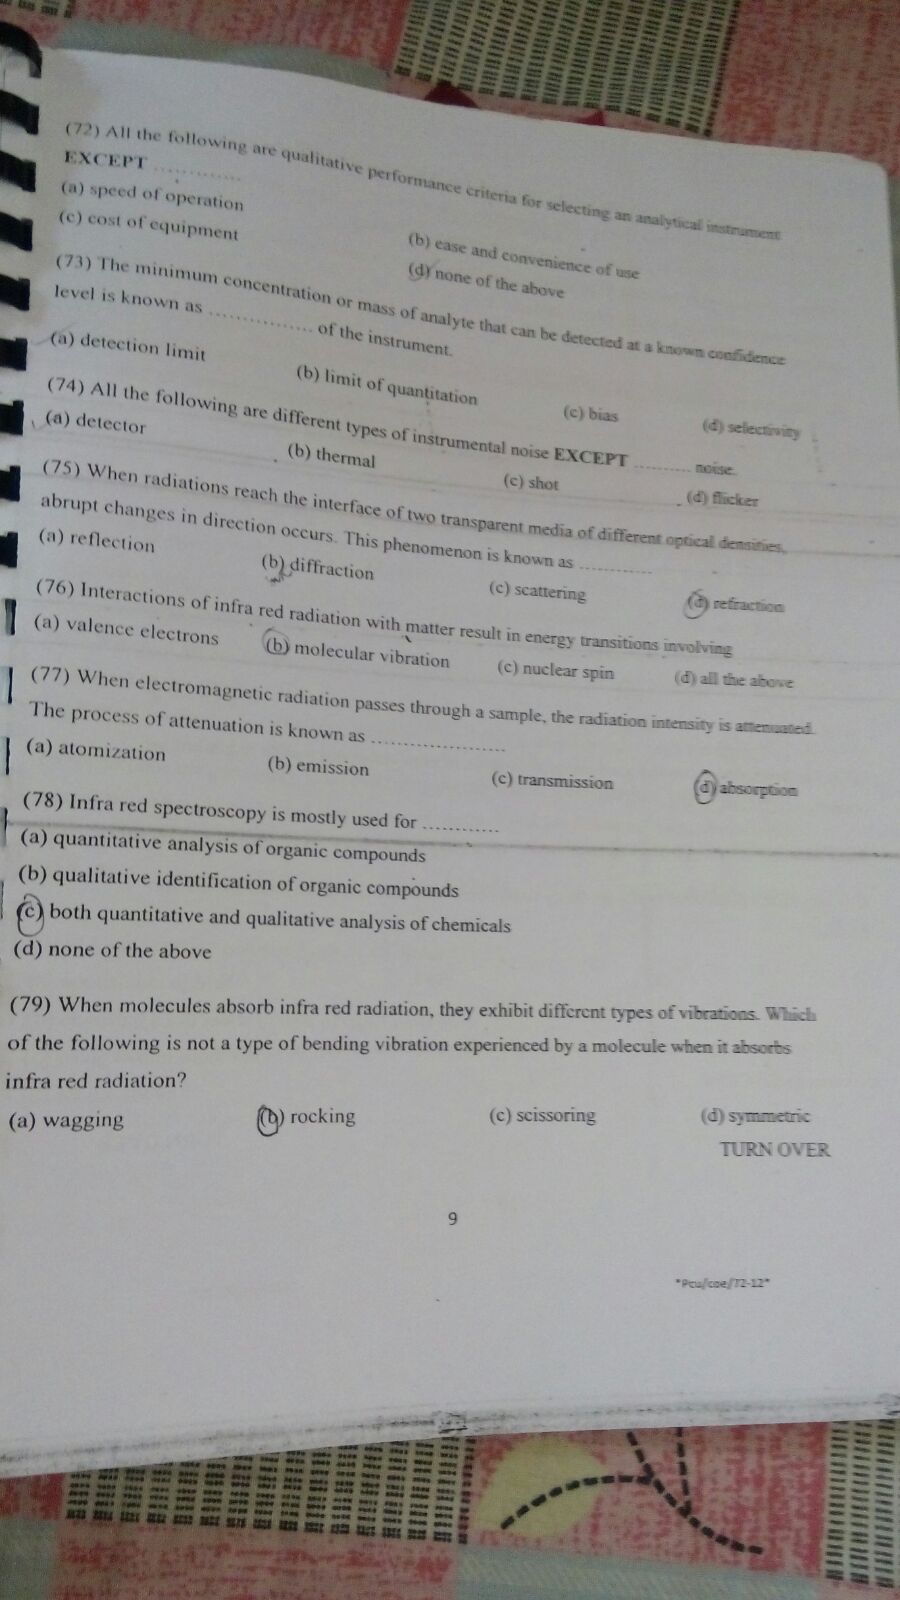 (72) All the following are qualitative performance criteria for selecting an analytical instrument
EXCEPT .............
(a) speed of operation
(b) ease and convenience of use
(c) cost of equipment
(d) none of the above
(73) The minimum concentration or mass of analyte that can be detected at a known confidence
level is known as ................ of the instrument.
(a) detection limit (b) limit of quantitation (c) bias (d) selectivity
(74) All the following are different types of instrumental noise EXCEPT .......... noise.
(a) detector (b) thermal (c) shot (d) flicker
(75) When radiations reach the interface of two transparent media of different optical densities,
abrupt changes in direction occurs. This phenomenon is known as ............
(a) reflection (b) diffraction (c) scattering (d) refraction
(76) Interactions of infra red radiation with matter result in energy transitions involving
(a) valence electrons (b) molecular vibration (c) nuclear spin (d) all the above
(77) When electromagnetic radiation passes through a sample, the radiation intensity is attenuated.
The process of attenuation is known as .....................
(a) atomization (b) emission (c) transmission (d) absorption
(78) Infra red spectroscopy is mostly used for ............
(a) quantitative analysis of organic compounds
(b) qualitative identification of organic compounds
(c) both quantitative and qualitative analysis of chemicals
(d) none of the above
(79) When molecules absorb infra red radiation, they exhibit different types of vibrations. Which
of the following is not a type of bending vibration experienced by a molecule when it absorbs
infra red radiation?
(a) wagging (b) rocking (c) scissoring (d) symmetric
TURN OVER
9
*Pcu/coe/72-12*